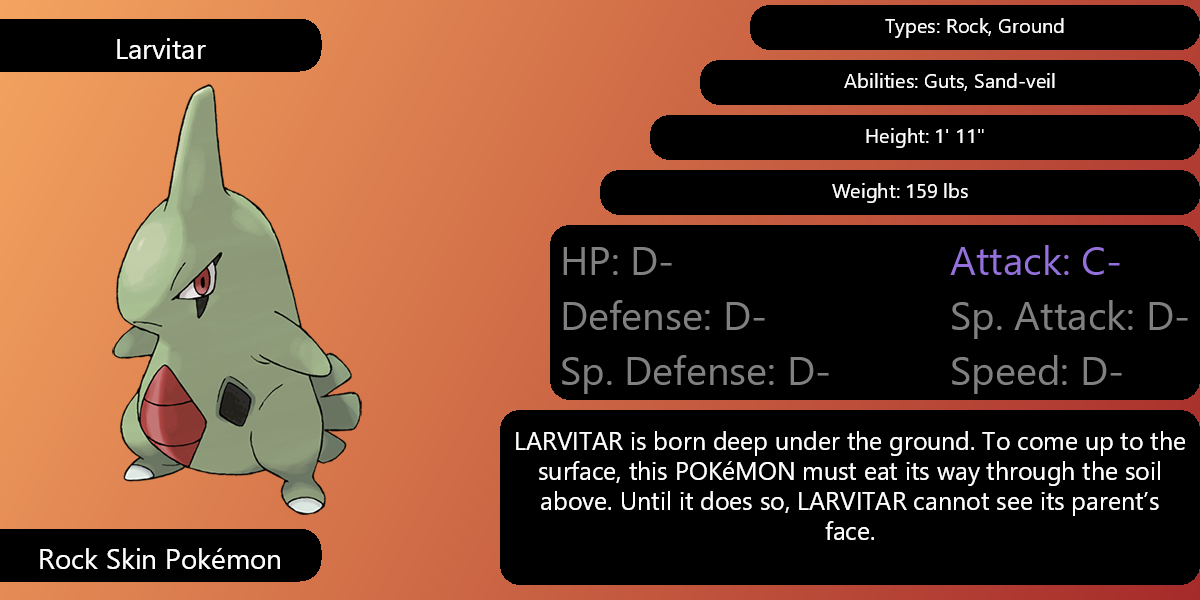 Larvitar
Types: Rock, Ground
Abilities: Guts, Sand-veil
Height: 1' 11"
Weight: 159 lbs
HP: D-
Attack: C-
Defense: D-
Sp. Attack: D-
Sp. Defense: D-
Speed: D-
LARVITAR is born deep under the ground. To come up to the
surface, this POKéMON must eat its way through the soil
above. Until it does so, LARVITAR cannot see its parent’s
face.
Rock Skin Pokémon